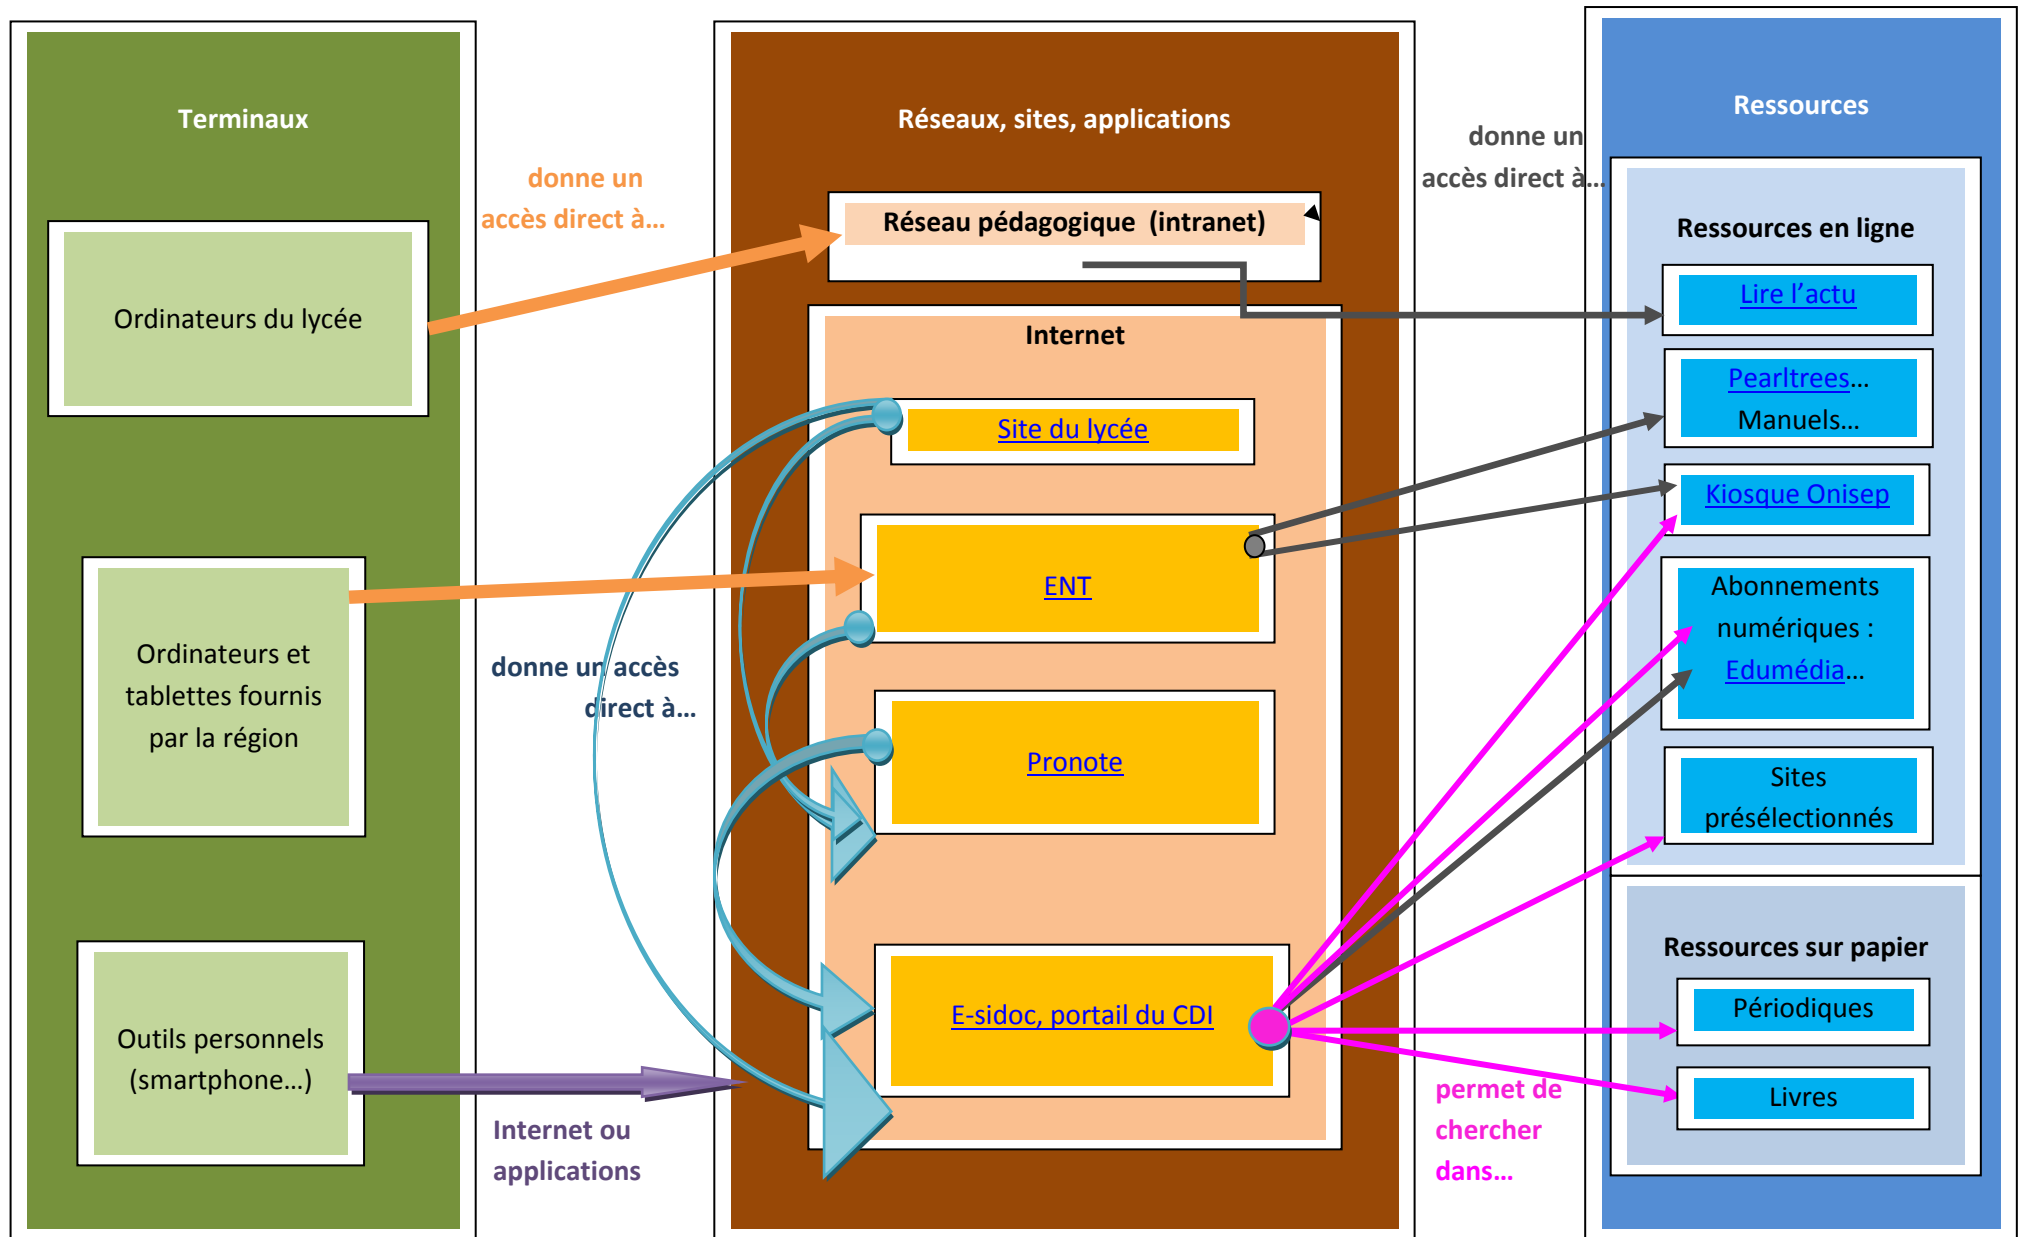 Terminaux
Ordinateurs du lycée
Ordinateurs et
tablettes fournis
par la région
Outils personnels
(smartphone…)
donne un
accès direct à…
donne un accès
direct à…
Internet ou
applications
Réseaux, sites, applications
Réseau pédagogique (intranet)
Internet
Site du lycée
ENT
Pronote
E-sidoc, portail du CDI
donne un
accès direct à…
permet de
chercher
dans…
Ressources
Ressources en ligne
Lire l’actu
Pearltrees…
Manuels…
Kiosque Onisep
Abonnements
numériques :
Edumédia…
Sites
présélectionnés
Ressources sur papier
Périodiques
Livres